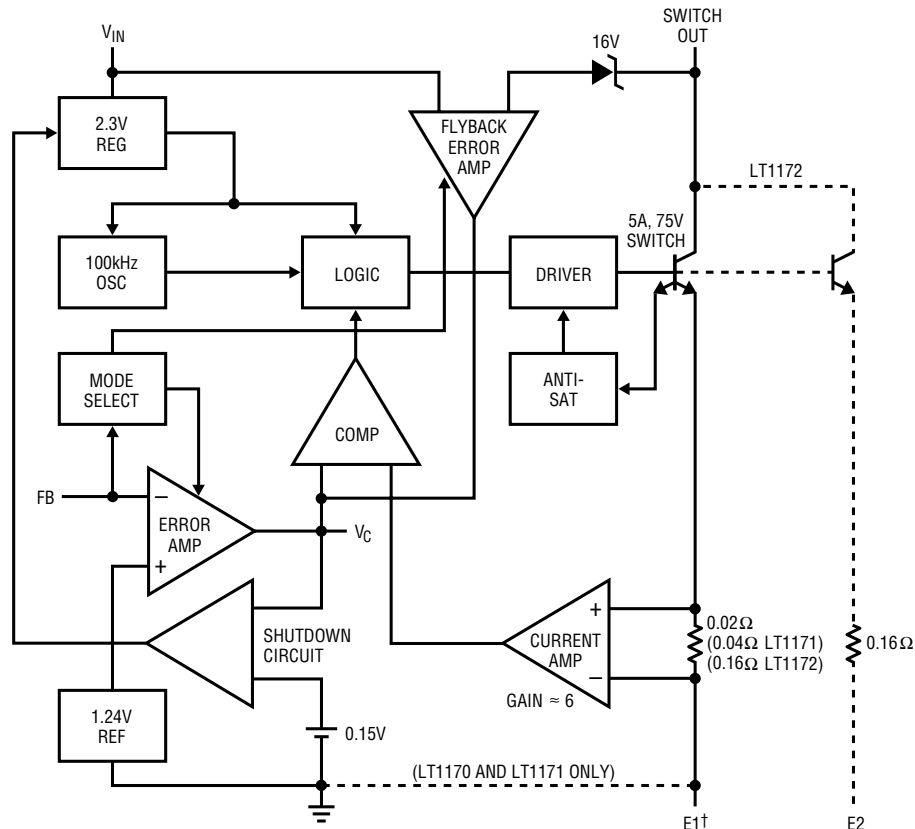 SWITCH
OUT
VIN
16V
2.3V
REG
FLYBACK
ERROR
AMP
LT1172
5A, 75V
SWITCH
100kHz
OSC
LOGIC
DRIVER
MODE
SELECT
ANTI-
SAT
COMP
FB
−
ERROR
AMP
+
VC
SHUTDOWN
CIRCUIT
+
CURRENT
AMP
−
GAIN ≈ 6
0.02Ω
(0.04Ω LT1171)
(0.16Ω LT1172)
0.16Ω
1.24V
REF
0.15V
(LT1170 AND LT1171 ONLY)
E1†
E2